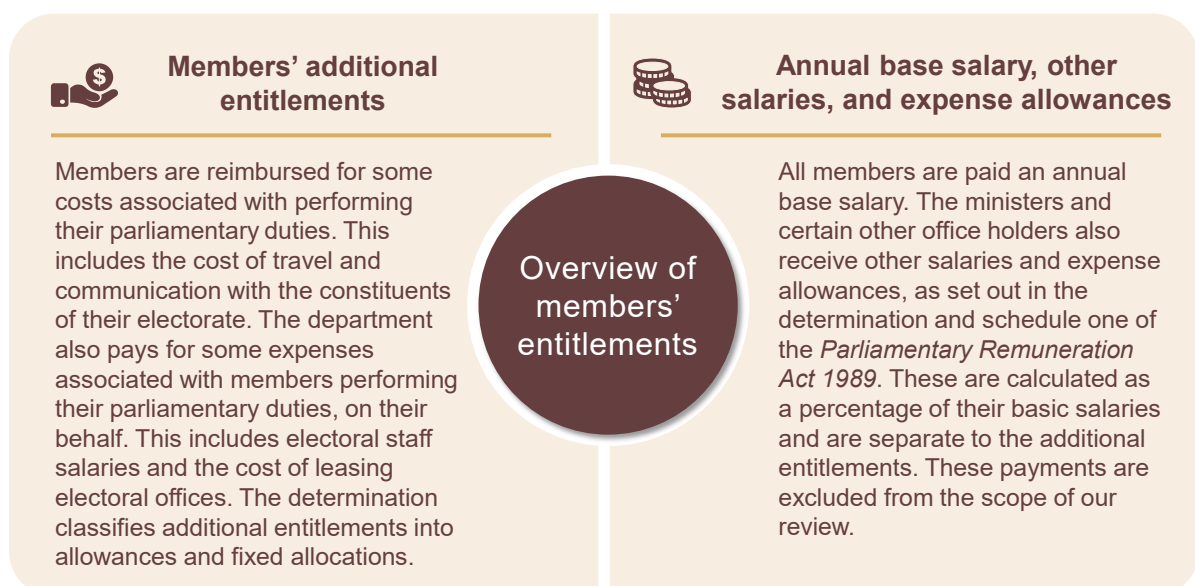 Members’ additional
entitlements
Members are reimbursed for some
costs associated with performing
their parliamentary duties. This
includes the cost of travel and
communication with the constituents
of their electorate. The department
also pays for some expenses
associated with members performing
their parliamentary duties, on their
behalf. This includes electoral staff
salaries and the cost of leasing
electoral offices. The determination
classifies additional entitlements into
allowances and fixed allocations.
Overview of
members’
entitlements
Annual base salary, other
salaries, and expense allowances
All members are paid an annual
base salary. The ministers and
certain other office holders also
receive other salaries and expense
allowances, as set out in the
determination and schedule one of
the Parliamentary Remuneration
Act 1989. These are calculated as
a percentage of their basic salaries
and are separate to the additional
entitlements. These payments are
excluded from the scope of our
review.